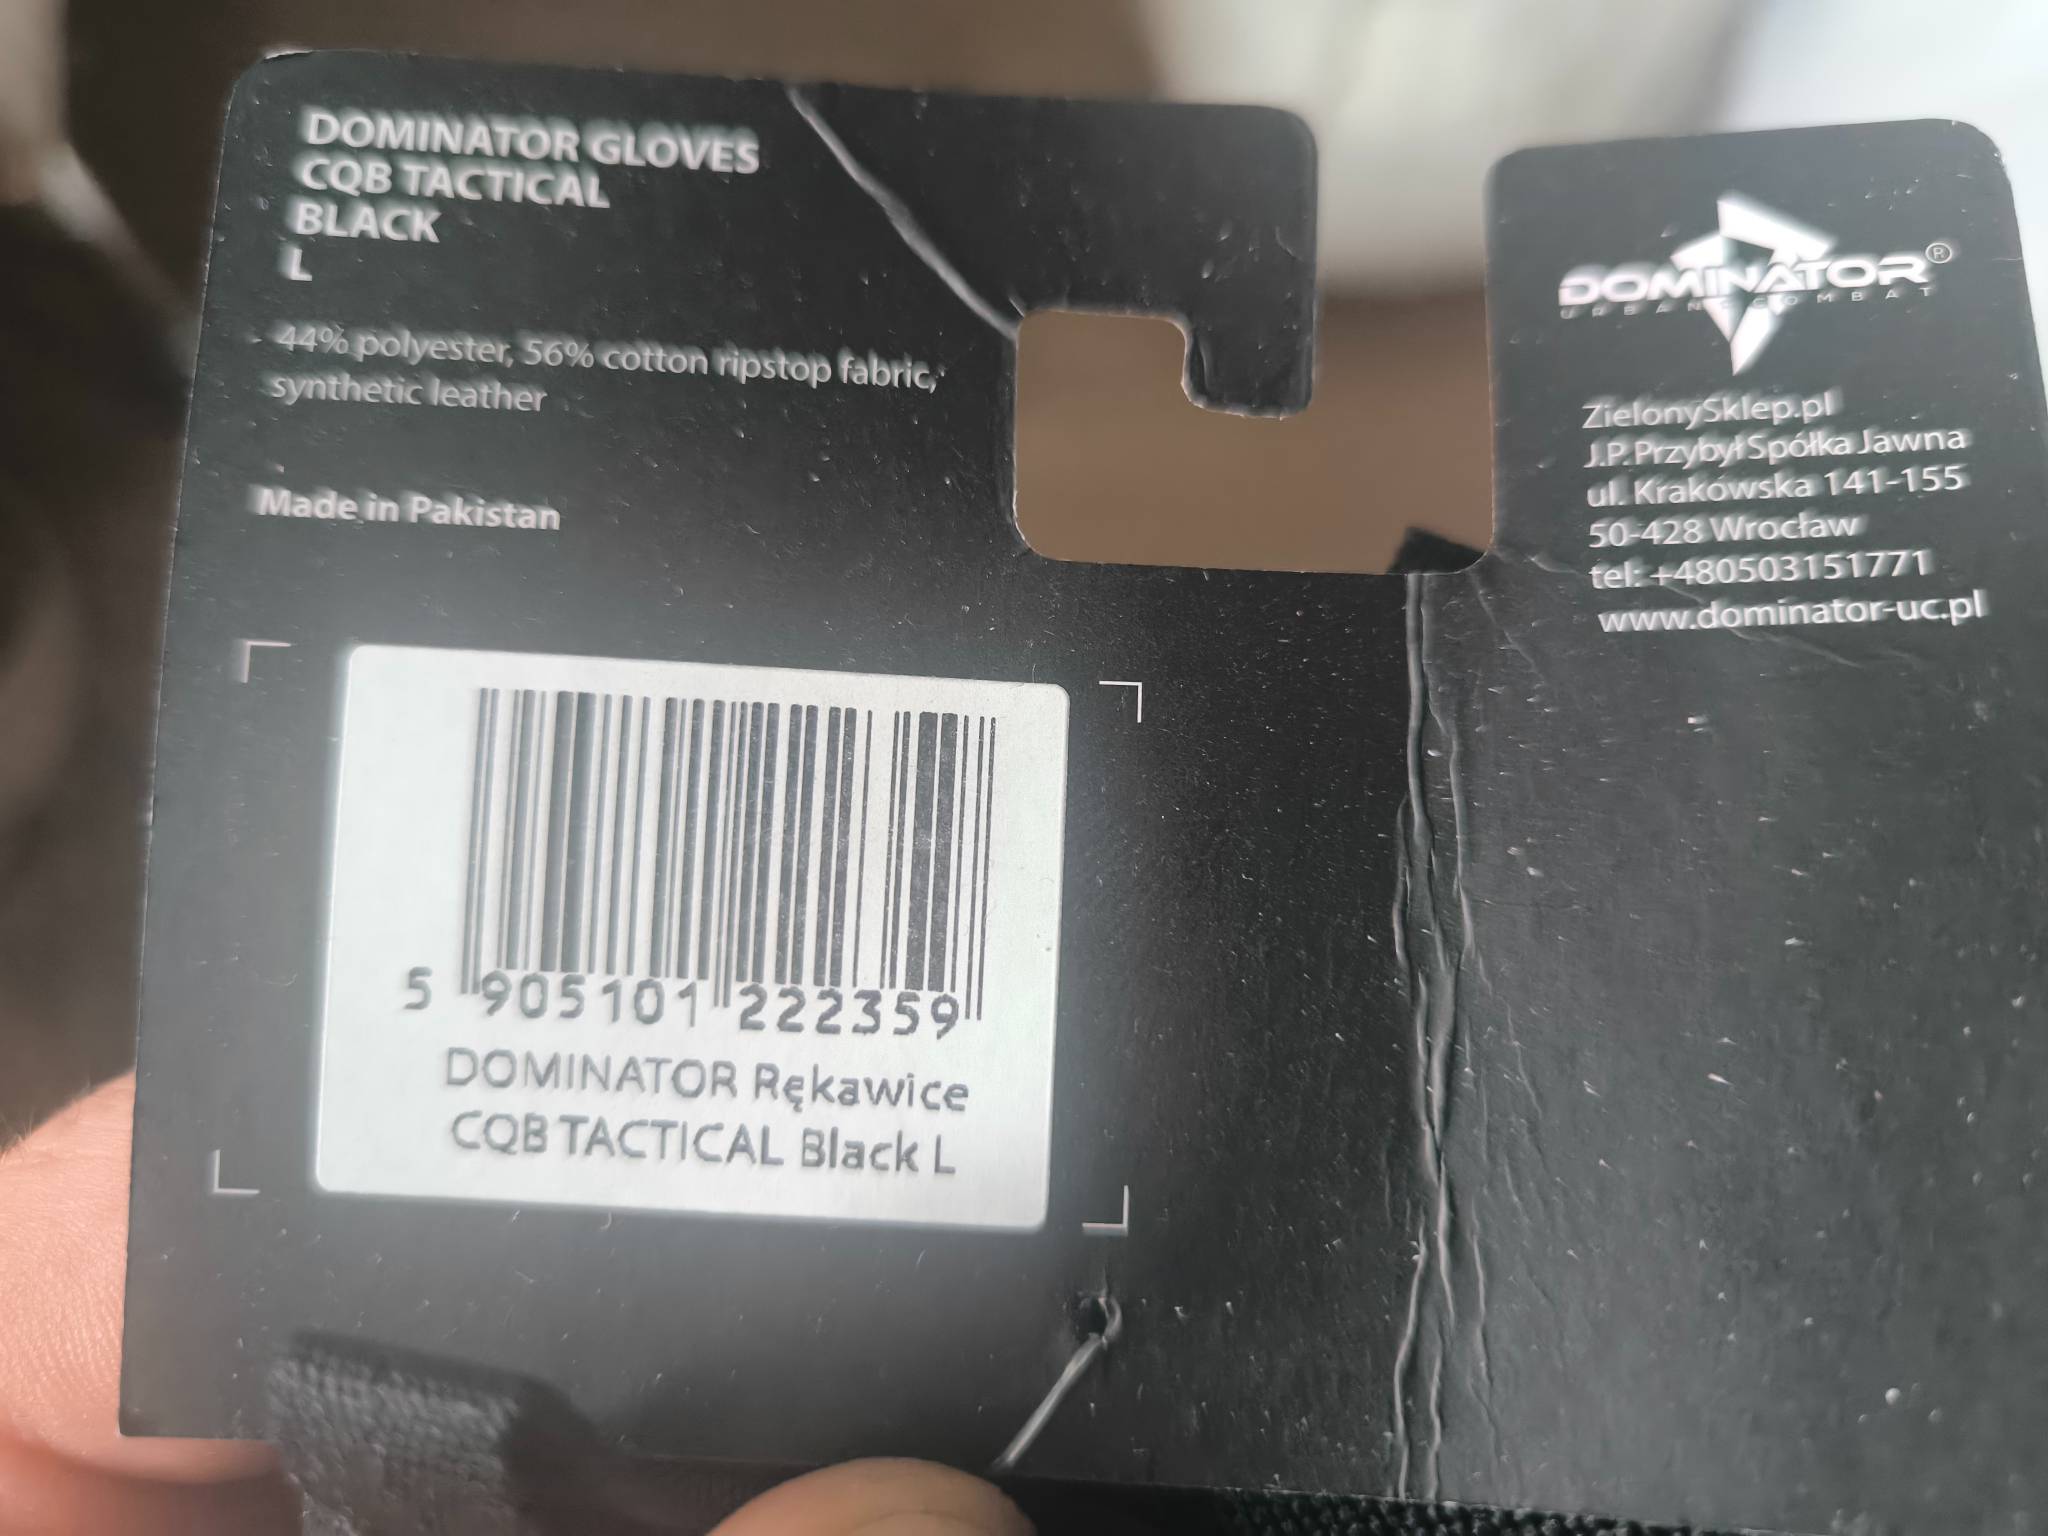 DOMINATOR GLOVES
CQB TACTICAL
BLACK
L
44% polyester, 56% cotton ripstop fabric,
synthetic leather
Made in Pakistan
5 905101 222359
DOMINATOR Rękawice
CQB TACTICAL Black L
DOMINATOR®
URBAN COMBAT
ZielonySklep.pl
J.P. Przybył Spółka Jawna
ul. Krakówska 141-155
50-428 Wrocław
tel: +480503151771
www.dominator-uc.pl